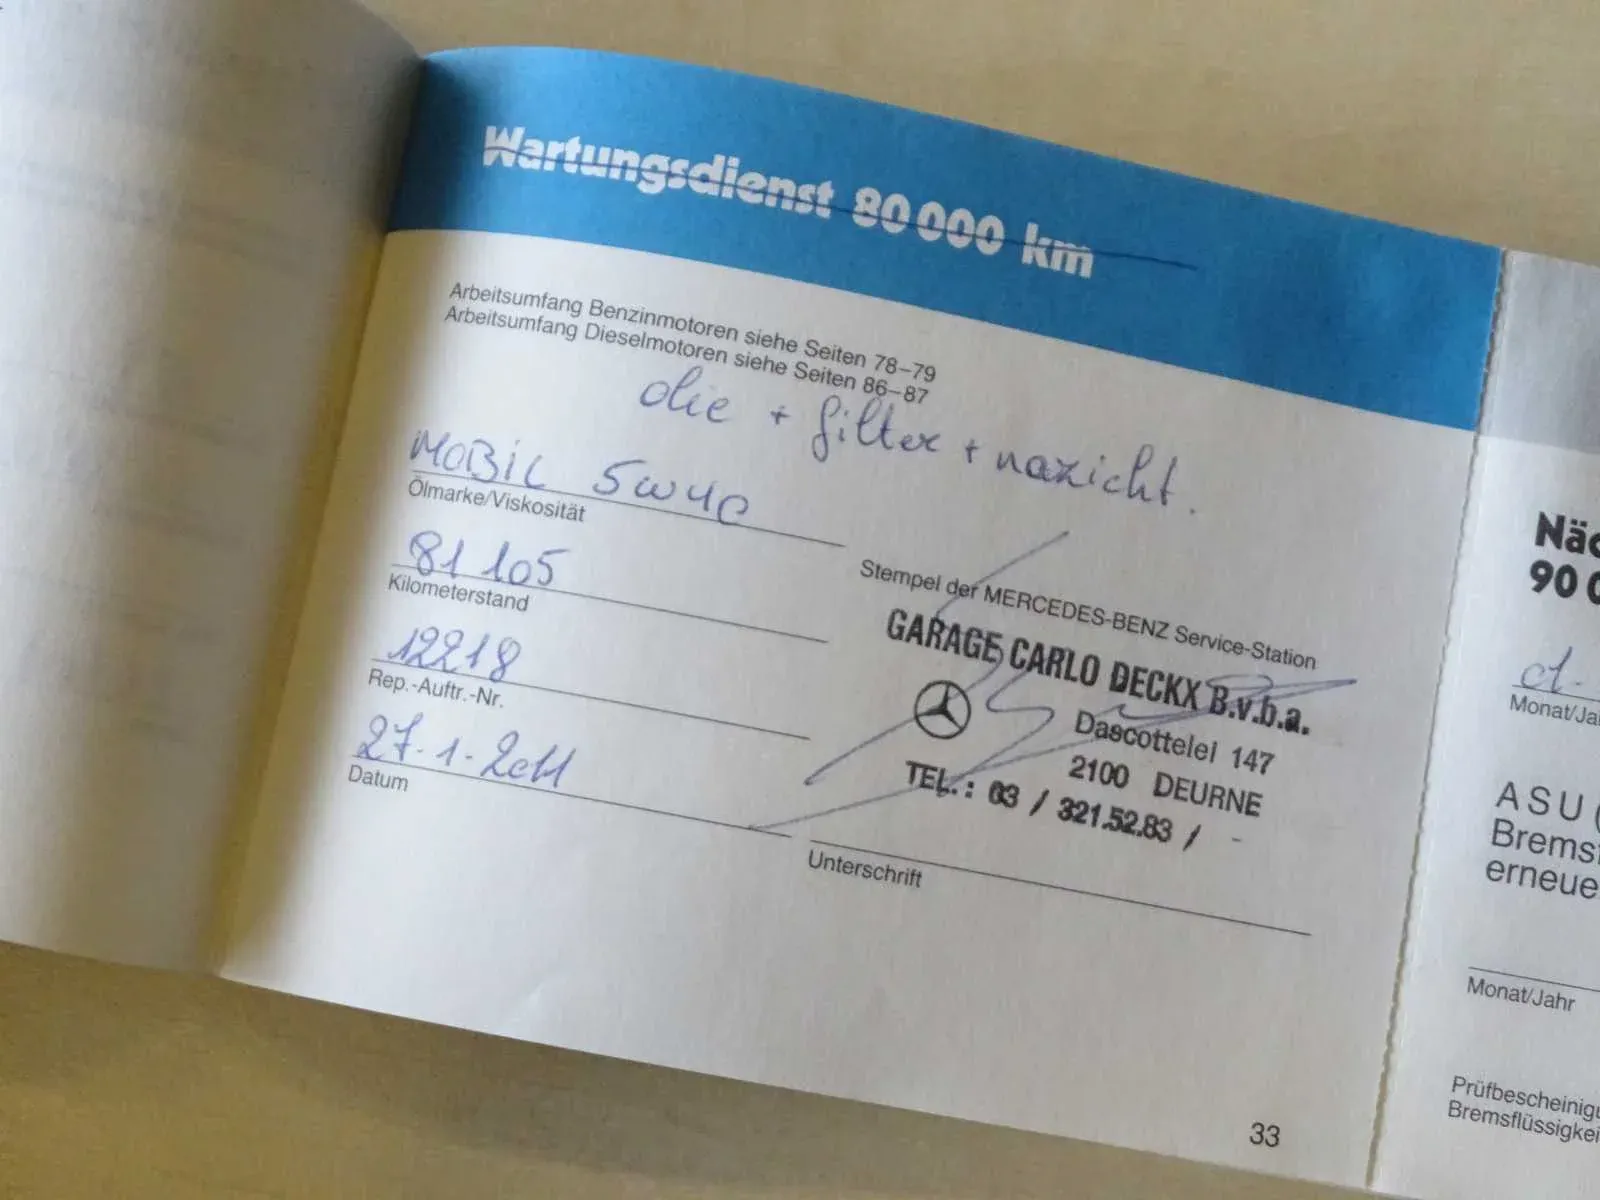 Wartungsdienst 80 000 km
Arbeitsumfang Benzinmotoren siehe Seiten 78–79
Arbeitsumfang Dieselmotoren siehe Seiten 86–87
olie + filter + nazicht.
MOBIL 5W40
Ölmarke/Viskosität
81 105
Kilometerstand
12218
Rep.-Auftr.-Nr.
27-1-2011
Datum
Stempel der MERCEDES-BENZ Service-Station
GARAGE CARLO DECKX B.v.b.a.
Dascottelei 147
2100 DEURNE
TEL.: 03 / 321.52.83 / -
Unterschrift
33
Näc
90 0
d.
Monat/Ja
ASU (
Brems
erneue
Monat/Jahr
Prüfbescheinigu
Bremsflüssigkei